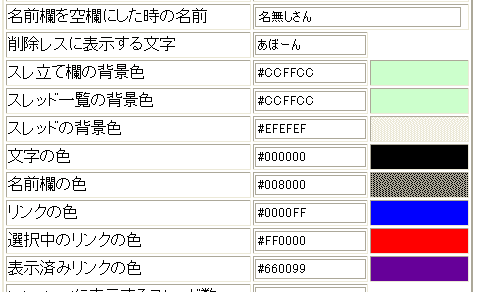 名前欄を空欄にした時の名前 名無しさん
削除レスに表示する文字 あぼーん
スレ立て欄の背景色 #CCFFCC
スレッド一覧の背景色 #CCFFCC
スレッドの背景色 #EFEFEF
文字の色 #000000
名前欄の色 #008000
リンクの色 #0000FF
選択中のリンクの色 #FF0000
表示済みリンクの色 #660099